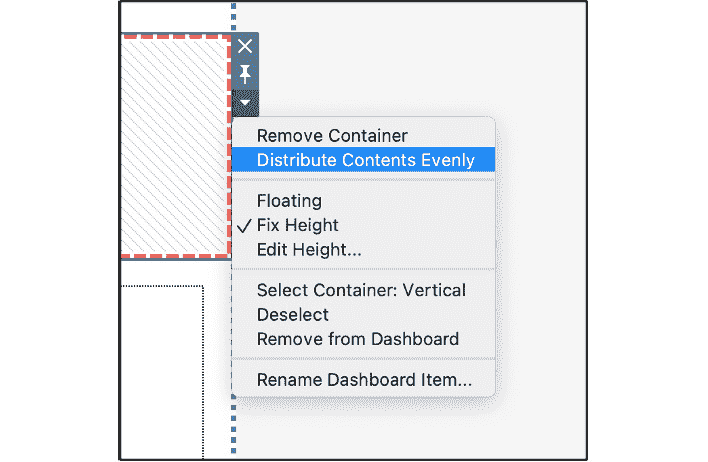 Remove Container
Distribute Contents Evenly
Floating
Fix Height
Edit Height...
Select Container: Vertical
Deselect
Remove from Dashboard
Rename Dashboard Item...